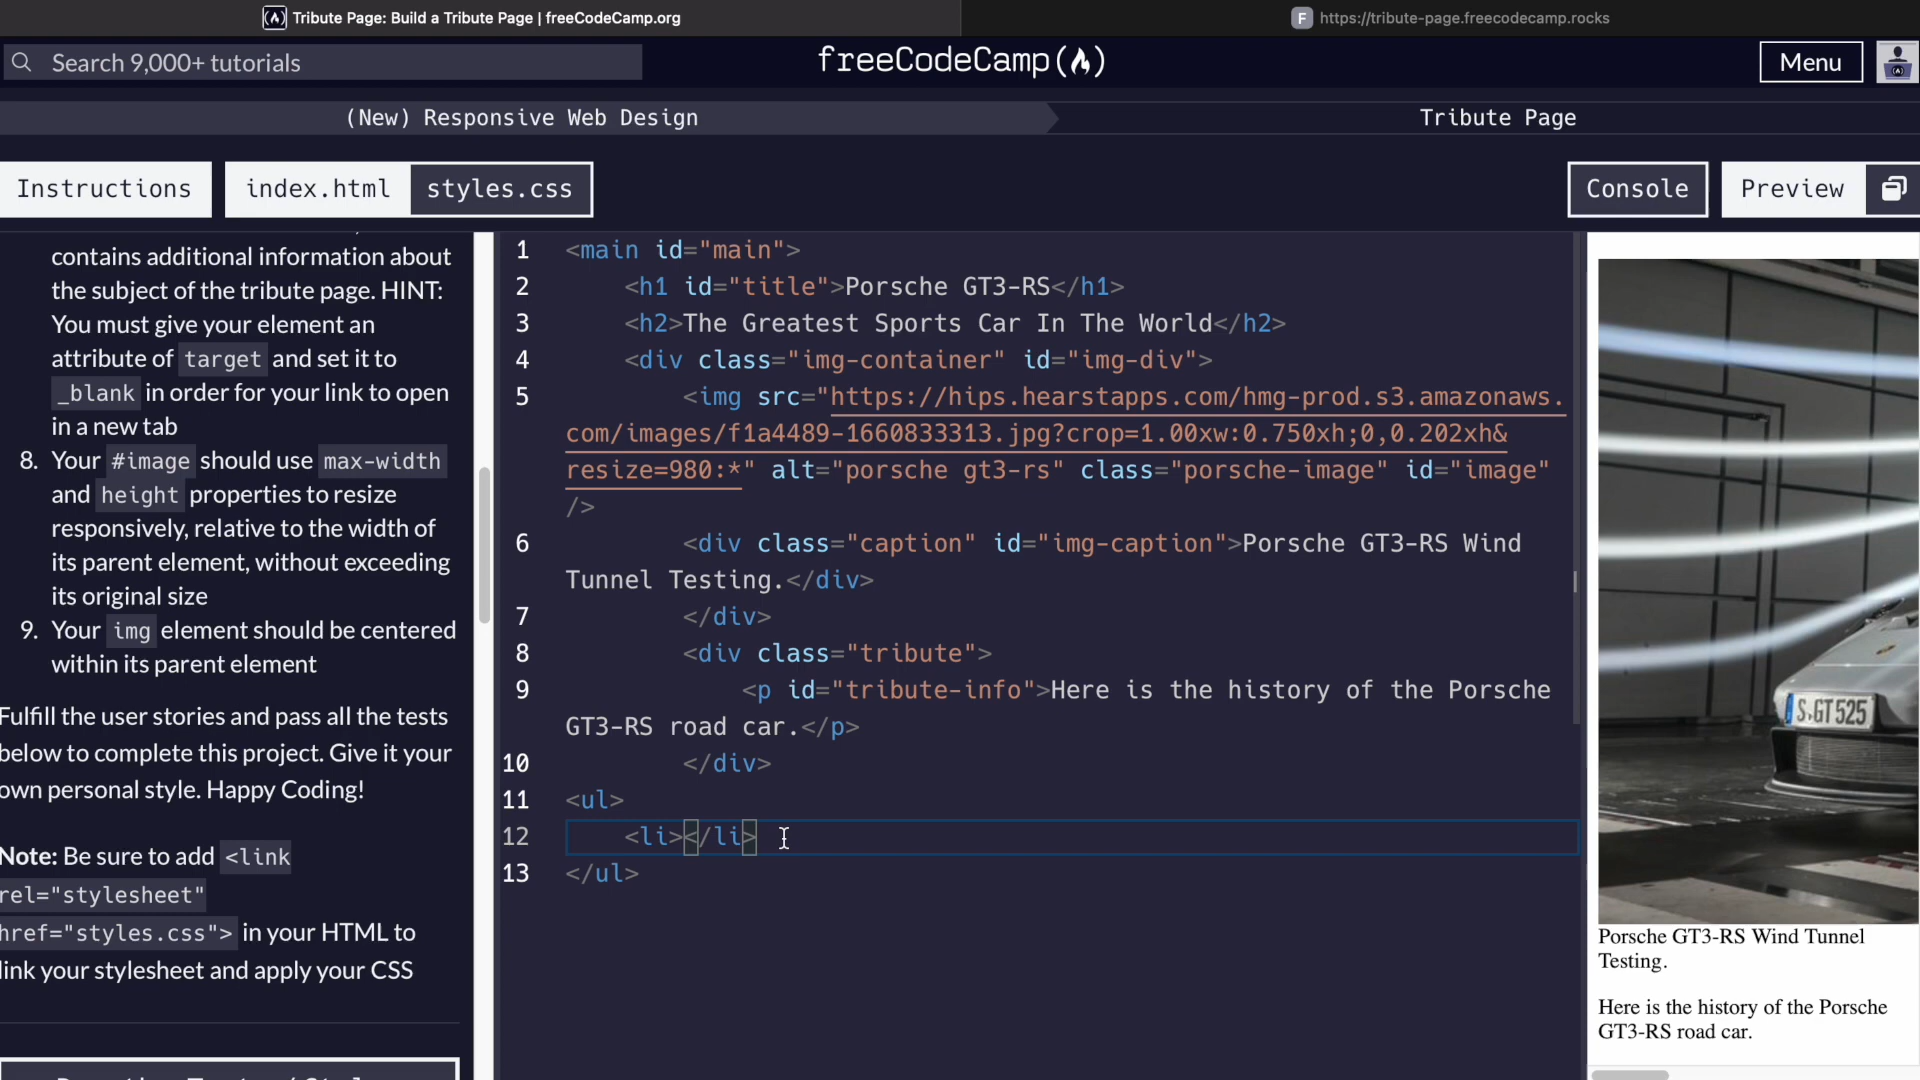 Tribute Page: Build a Tribute Page | freeCodeCamp.org
F https://tribute-page.freecodecamp.rocks
Search 9,000+ tutorials
freeCodeCamp(🔥)
Menu
(New) Responsive Web Design
Tribute Page
Instructions
index.html
styles.css
Console
Preview
contains additional information about
the subject of the tribute page. HINT:
You must give your element an
attribute of target and set it to
_blank in order for your link to open
in a new tab
8. Your #image should use max-width
and height properties to resize
responsively, relative to the width of
its parent element, without exceeding
its original size
9. Your img element should be centered
within its parent element
Fulfill the user stories and pass all the tests
below to complete this project. Give it your
own personal style. Happy Coding!
Note: Be sure to add <link
rel="stylesheet"
href="styles.css"> in your HTML to
link your stylesheet and apply your CSS
1 <main id="main">
2 <h1 id="title">Porsche GT3-RS</h1>
3 <h2>The Greatest Sports Car In The World</h2>
4 <div class="img-container" id="img-div">
5 <img src="https://hips.hearstapps.com/hmg-prod.s3.amazonaws.
com/images/f1a4489-1660833313.jpg?crop=1.00xw:0.750xh;0,0.202xh&
resize=980:*" alt="porsche gt3-rs" class="porsche-image" id="image"
/>
6 <div class="caption" id="img-caption">Porsche GT3-RS Wind
Tunnel Testing.</div>
7 </div>
8 <div class="tribute">
9 <p id="tribute-info">Here is the history of the Porsche
GT3-RS road car.</p>
10 </div>
11 <ul>
12 <li></li>
13 </ul>
S GT 525
Porsche GT3-RS Wind Tunnel
Testing.
Here is the history of the Porsche
GT3-RS road car.